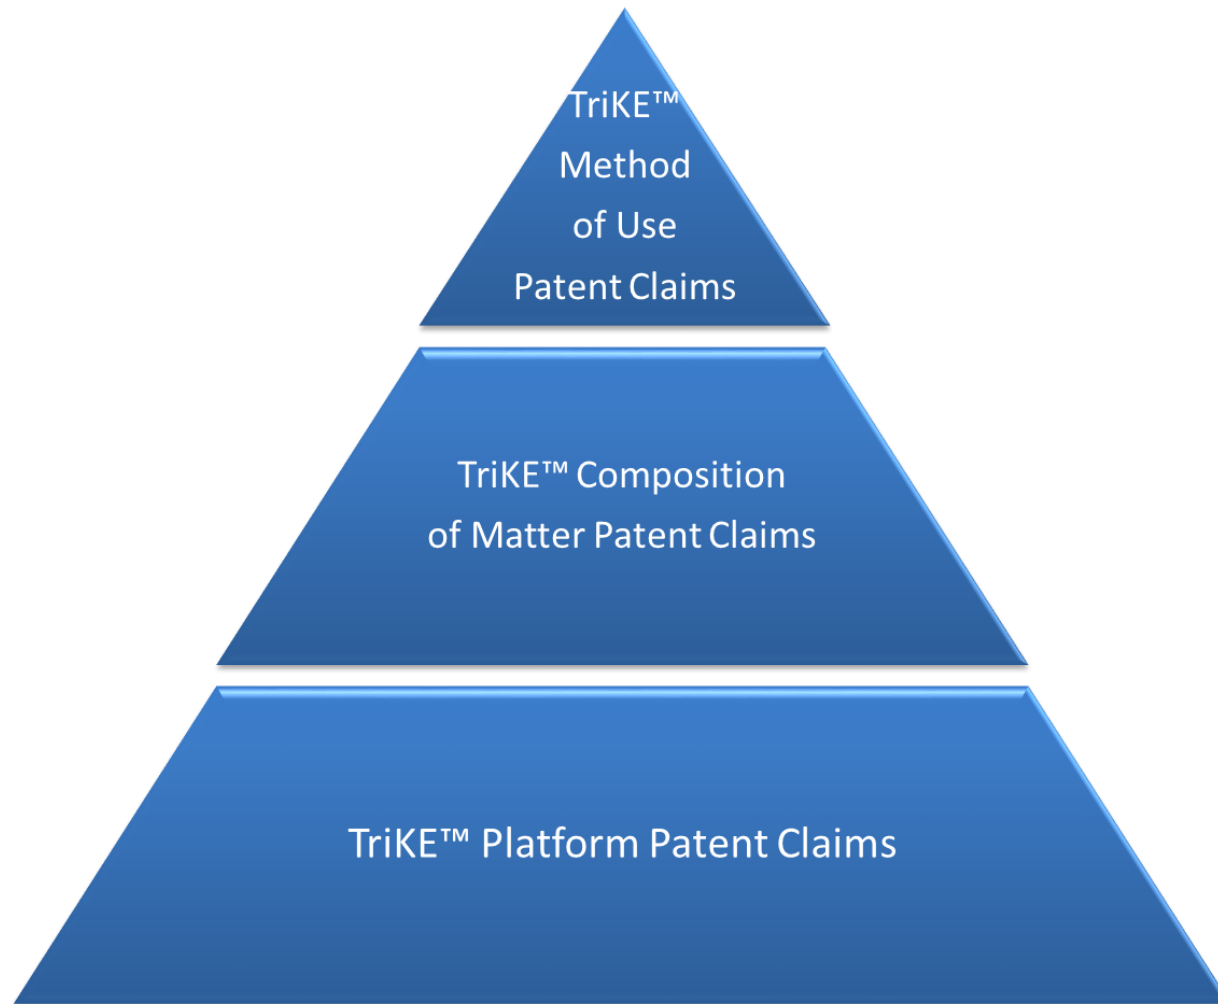 TriKE™
Method
of Use
Patent Claims
TriKE™ Composition
of Matter Patent Claims
TriKE™ Platform Patent Claims